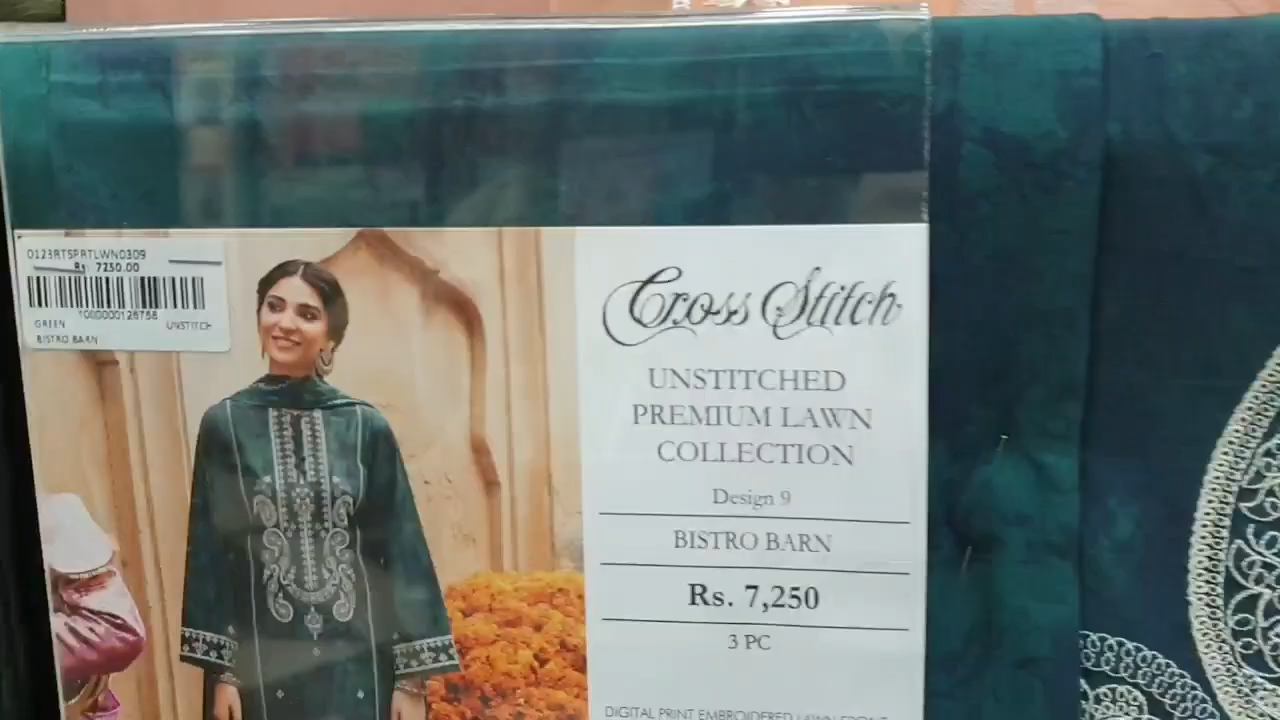 0123RTSPRTLWN0309
Rs 7250.00
1000000126758
GREEN UNSTITCH
BISTRO BARN
Cross Stitch
UNSTITCHED
PREMIUM LAWN
COLLECTION
Design 9
BISTRO BARN
Rs. 7,250
3 PC
DIGITAL PRINT EMBROIDERED LAWN FRONT